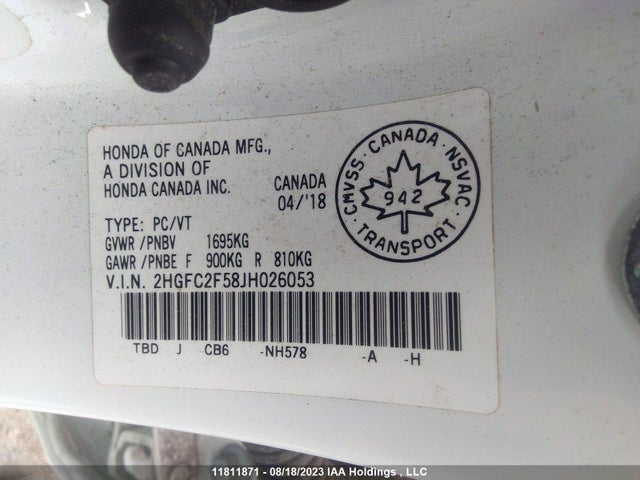 HONDA OF CANADA MFG.,
A DIVISION OF
HONDA CANADA INC.
CANADA
04/'18
CMVSS · CANADA · NSVAC
942
· TRANSPORT ·
TYPE: PC/VT
GVWR /PNBV 1695KG
GAWR /PNBE F 900KG R 810KG
V.I.N. 2HGFC2F58JH026053
TBD J CB6 -NH578 -A -H
11811871 - 08/18/2023 IAA Holdings , LLC